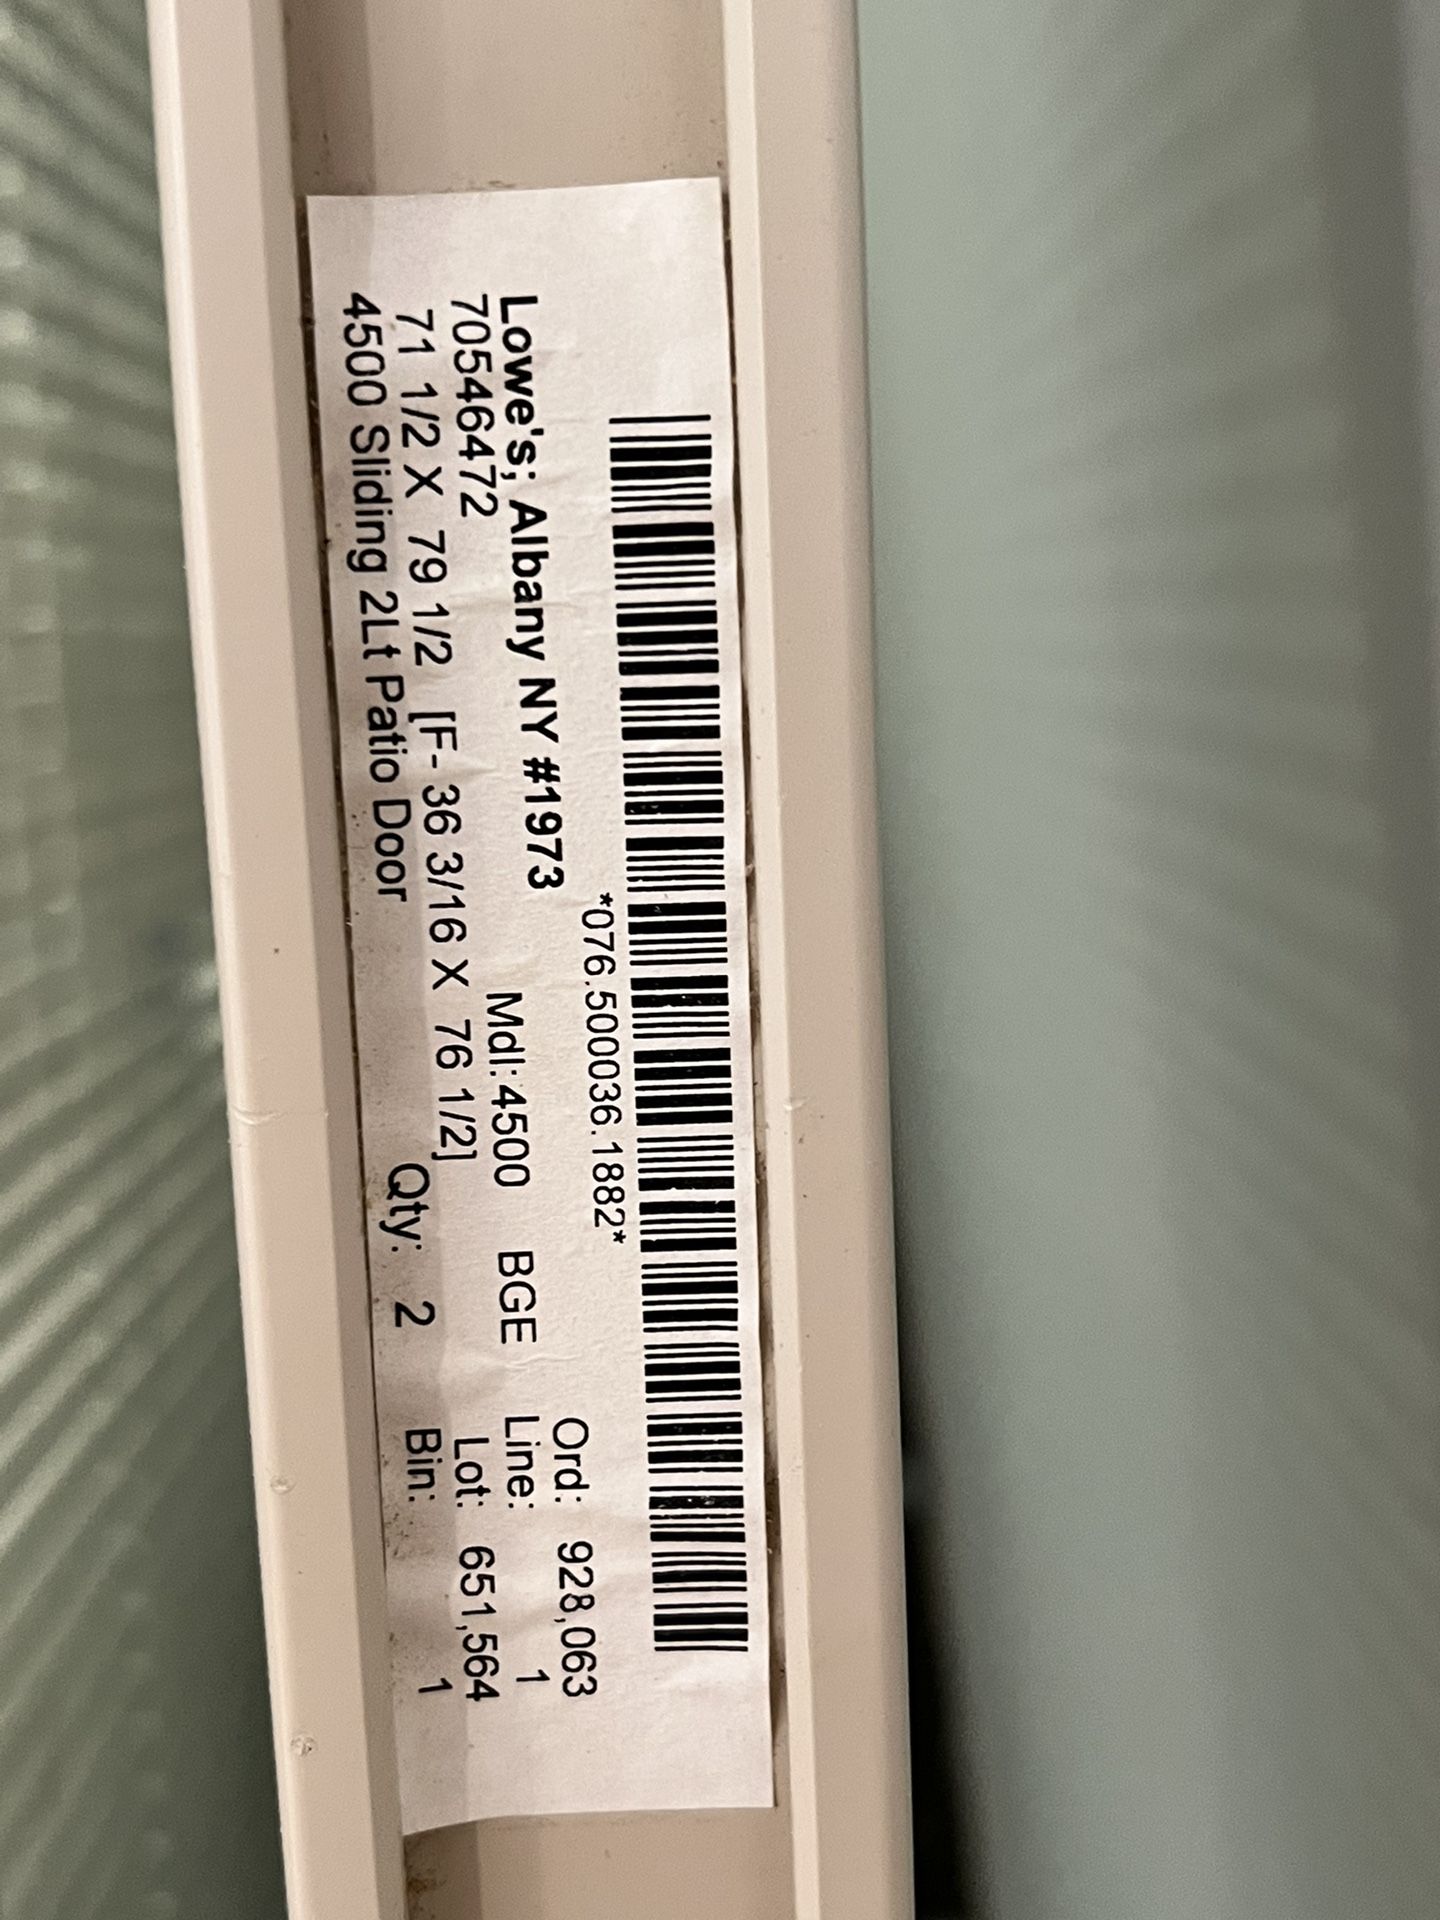 *076.500036.1882*
Ord: 928,063
Lowe's; Albany NY #1973
Line: 1
70546472 Mdl:4500 BGE
Lot: 651,564
71 1/2 X 79 1/2 [F- 36 3/16 X 76 1/2]
Bin: 1
4500 Sliding 2Lt Patio Door Qty: 2